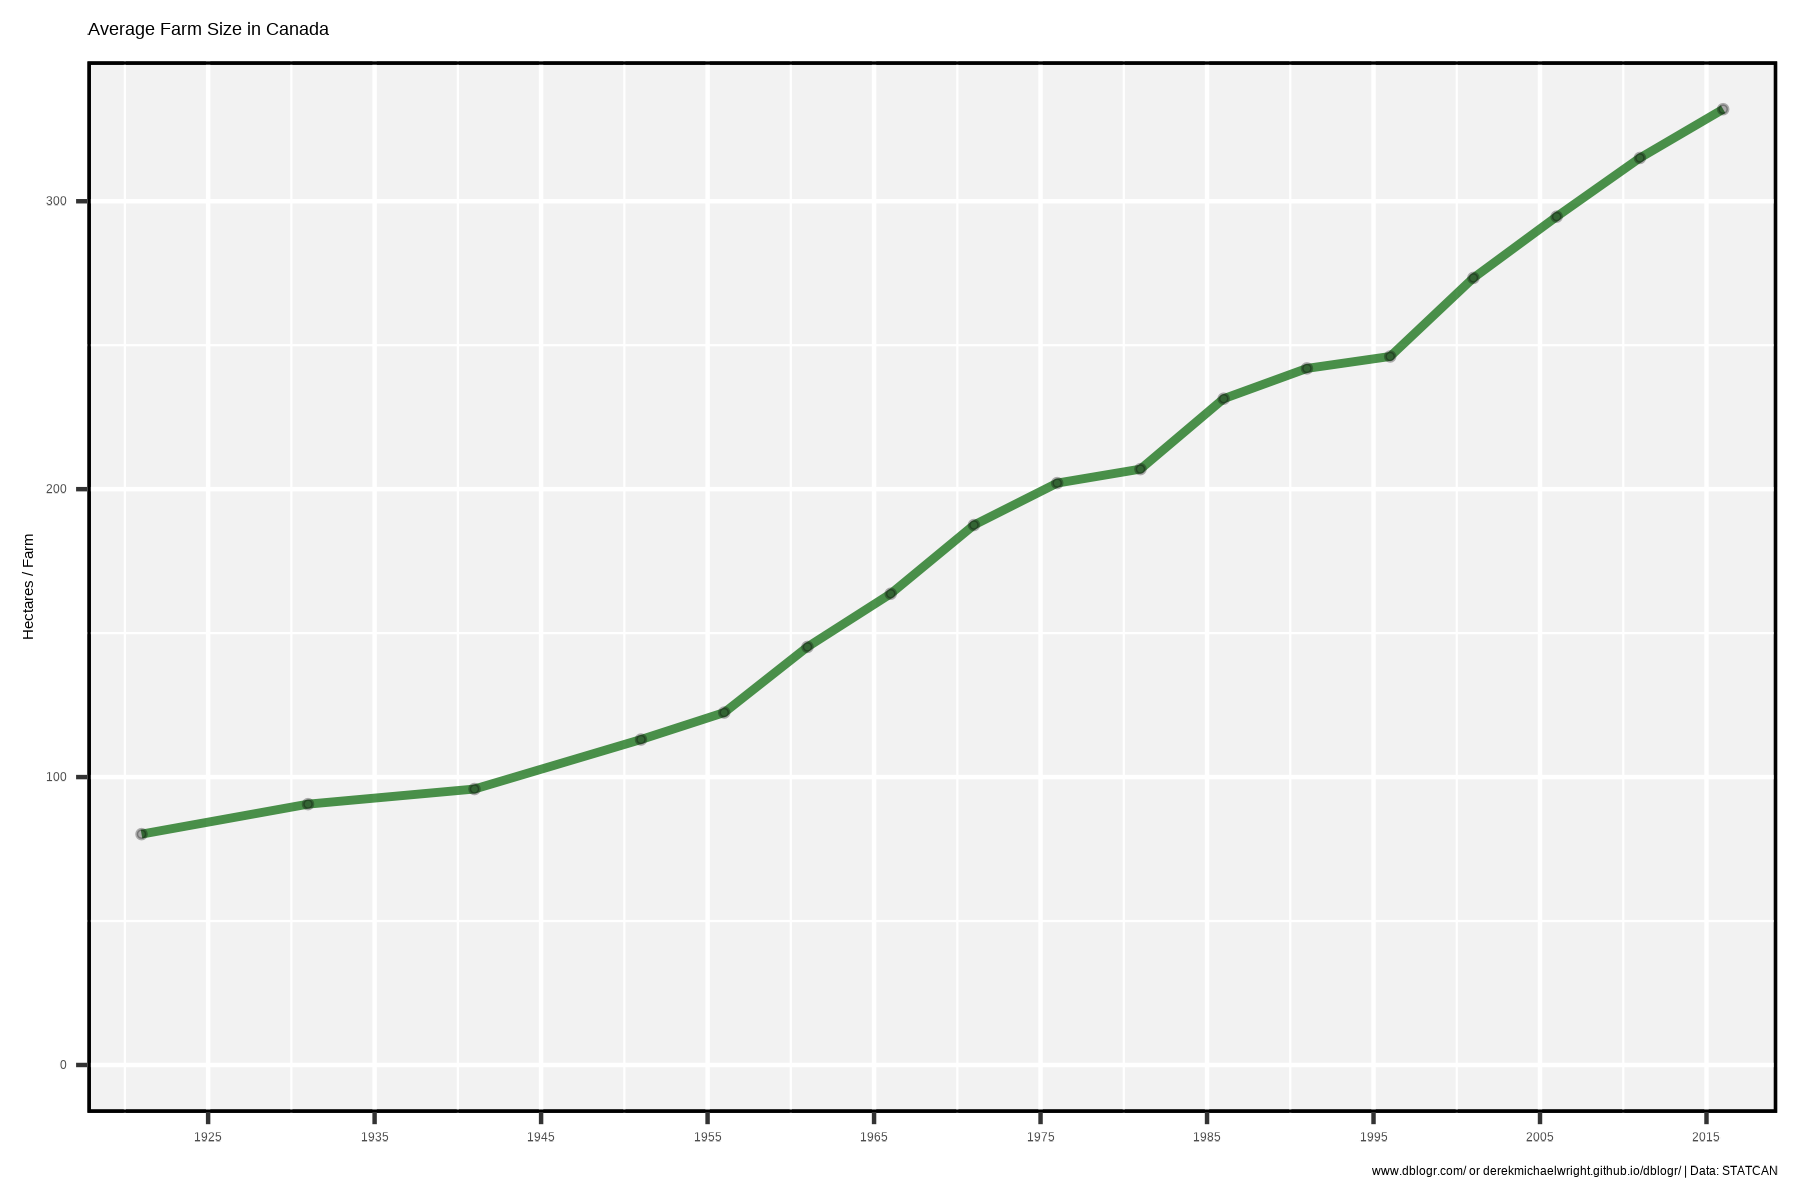 Average Farm Size in Canada
Hectares / Farm
300
200
100
0
1925 1935 1945 1955 1965 1975 1985 1995 2005 2015
www.dblogr.com/ or derekmichaelwright.github.io/dblogr/ | Data: STATCAN